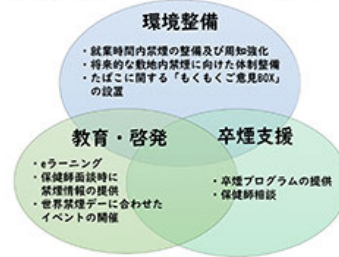 環境整備
・就業時間内禁煙の整備及び周知強化
・将来的な敷地内禁煙に向けた体制整備
・たばこに関する「もくもくご意見BOX」
の設置
教育・啓発
・eラーニング
・保健師面談時に
禁煙情報の提供
・世界禁煙デーに合わせた
イベントの開催
卒煙支援
・卒煙プログラムの提供
・保健師相談